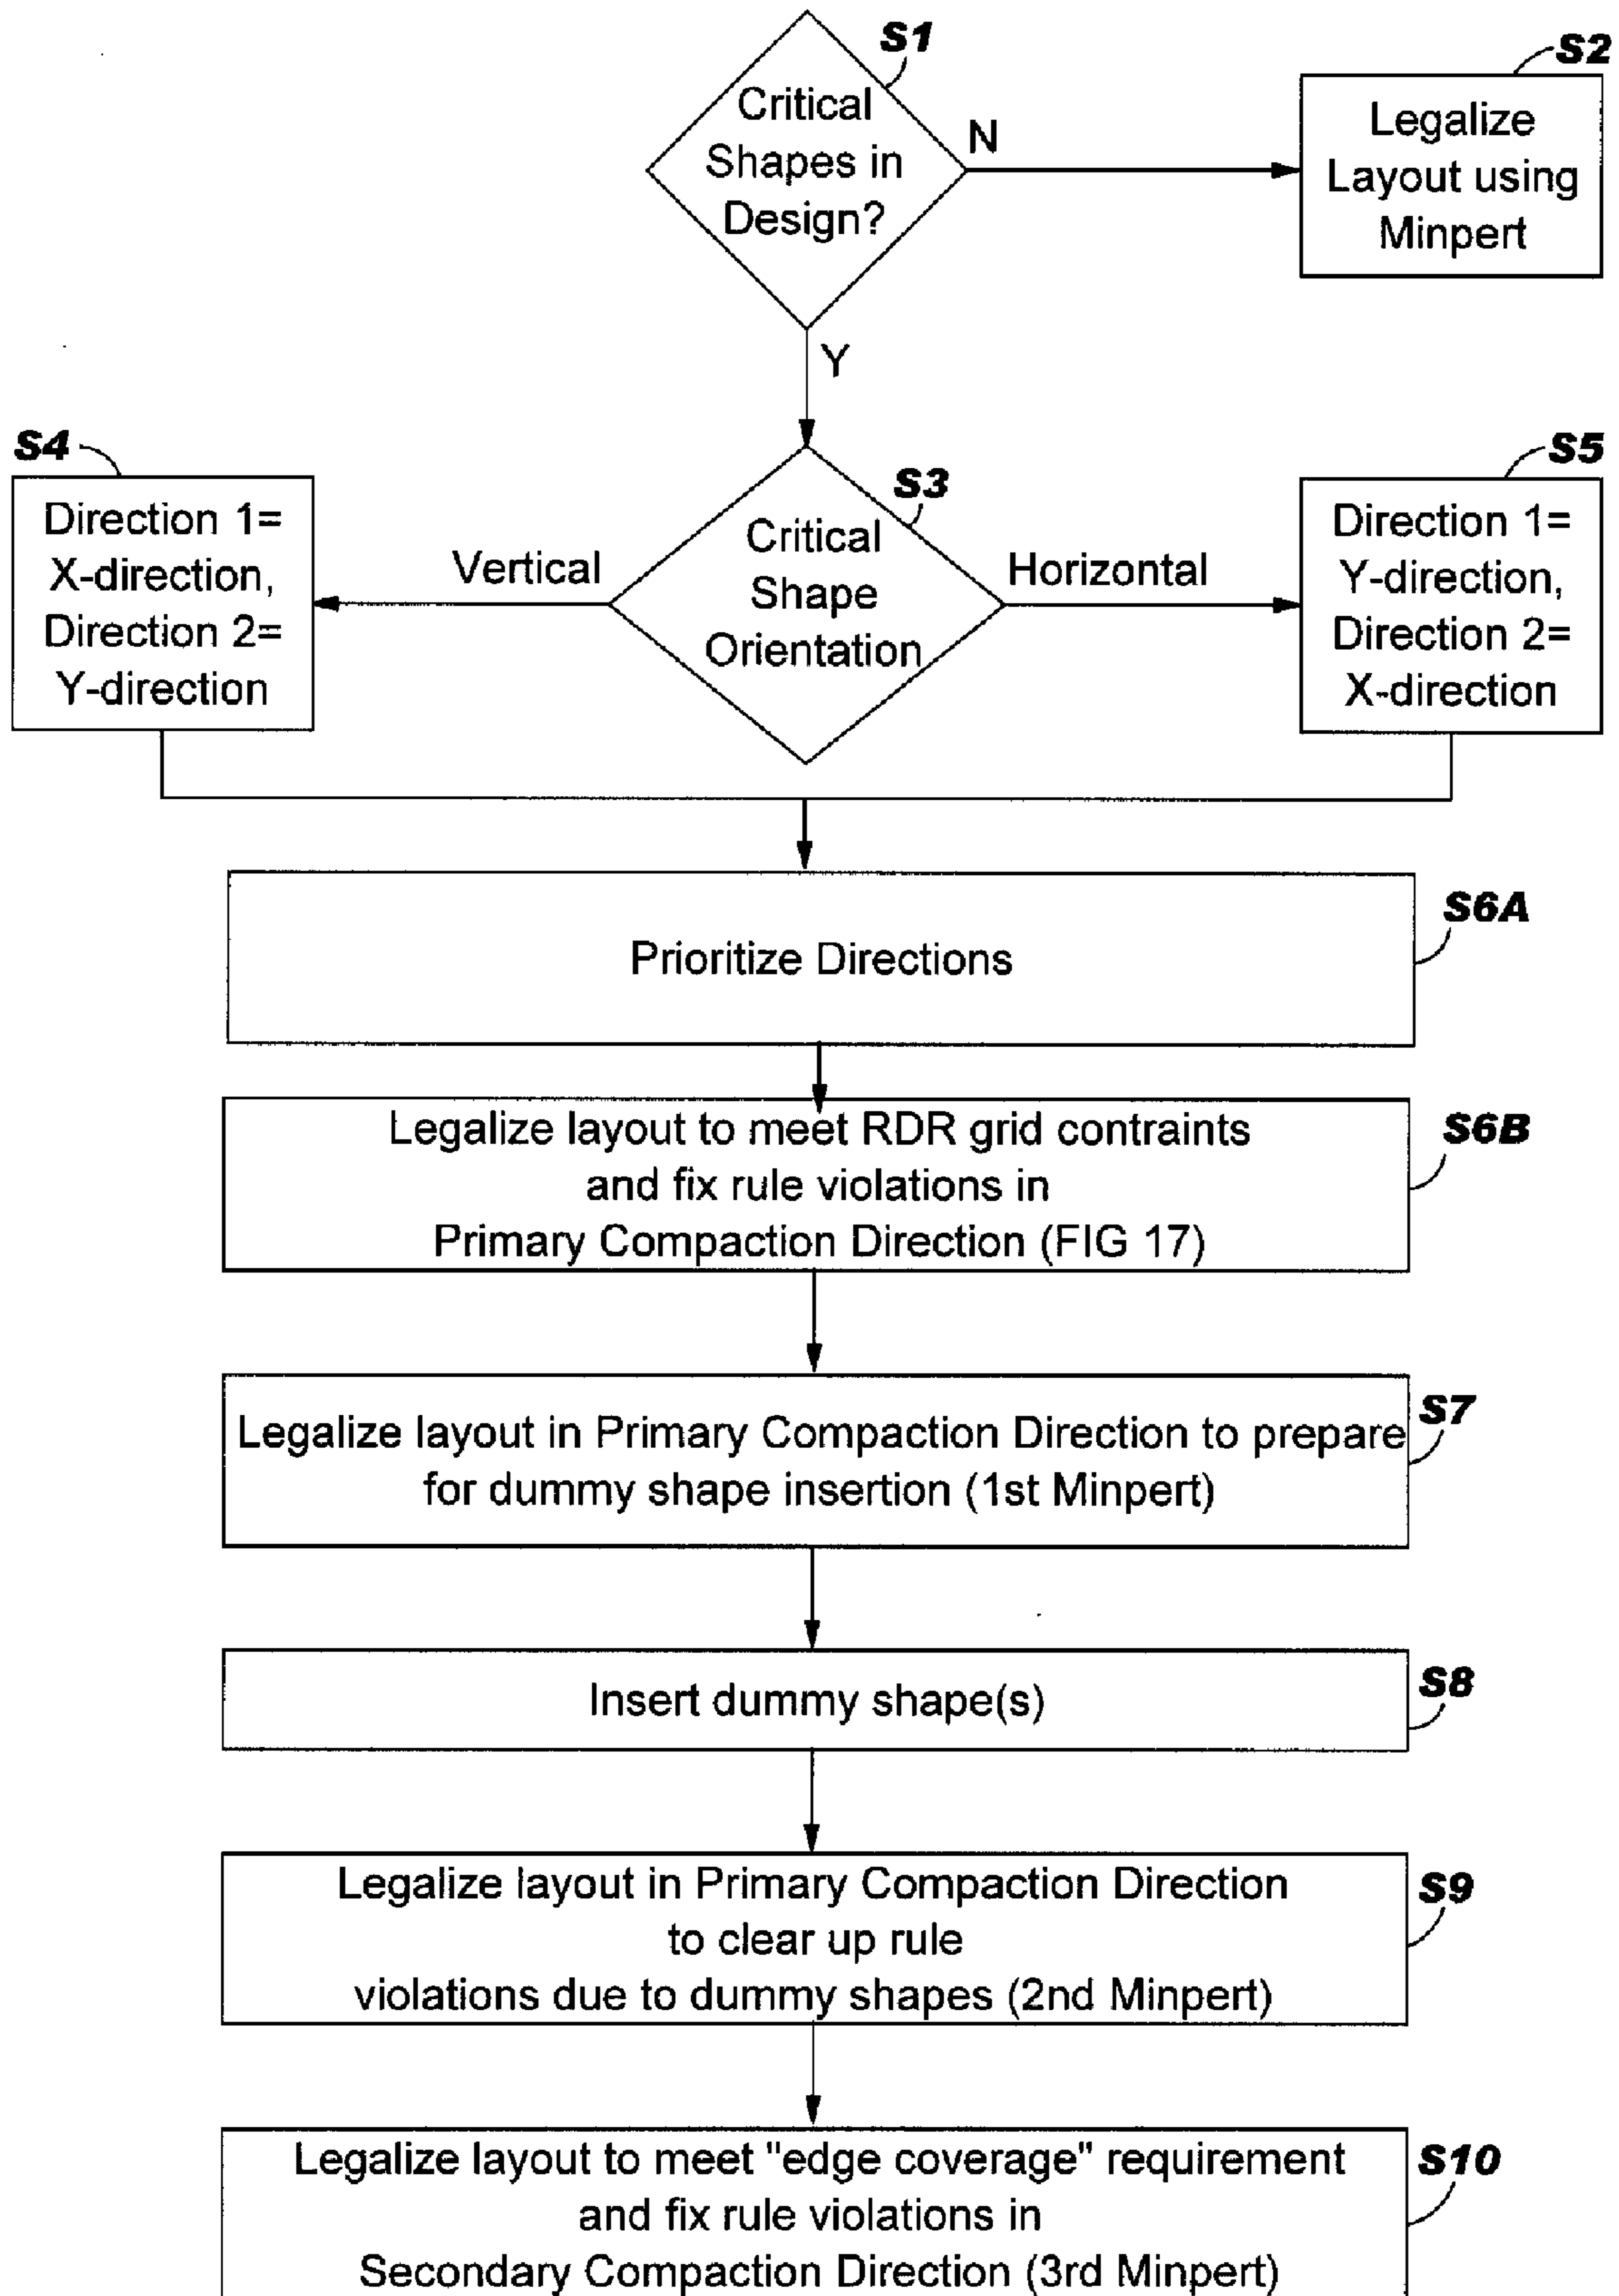 S1
Critical
Shapes in
Design?
N
S2
Legalize
Layout using
Minpert
Y
S4
Direction 1=
X-direction,
Direction 2=
Y-direction
Vertical
S3
Critical
Shape
Orientation
Horizontal
S5
Direction 1=
Y-direction,
Direction 2=
X-direction
Prioritize Directions
S6A
Legalize layout to meet RDR grid contraints
and fix rule violations in
Primary Compaction Direction (FIG 17)
S6B
Legalize layout in Primary Compaction Direction to prepare
for dummy shape insertion (1st Minpert)
S7
Insert dummy shape(s)
S8
Legalize layout in Primary Compaction Direction
to clear up rule
violations due to dummy shapes (2nd Minpert)
S9
Legalize layout to meet "edge coverage" requirement
and fix rule violations in
Secondary Compaction Direction (3rd Minpert)
S10